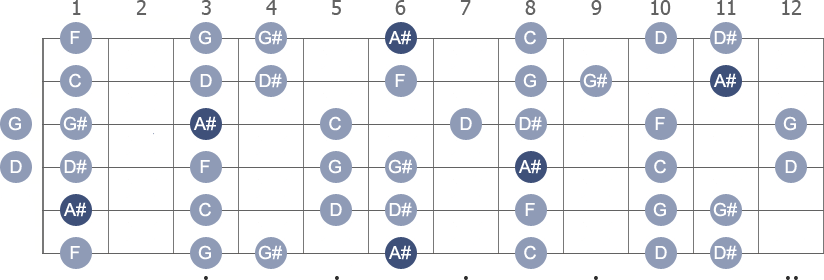 1 2 3 4 5 6 7 8 9 10 11 12
F G G# A# C D D#
C D D# F G G# A#
G G# A# C D D# F G
D D# F G G# A# C D
A# C D D# F G G#
F G G# A# C D D#